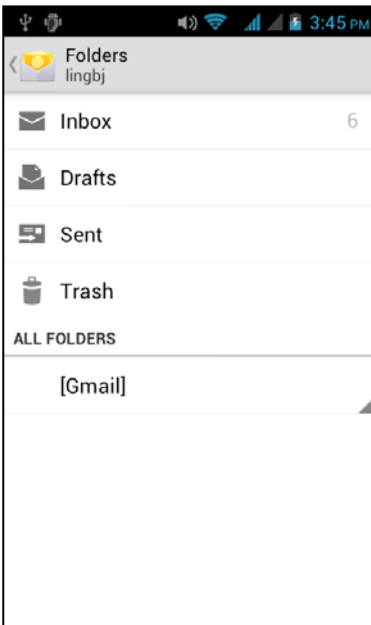 3:45 PM
Folders
lingbj
Inbox 6
Drafts
Sent
Trash
ALL FOLDERS
[Gmail]